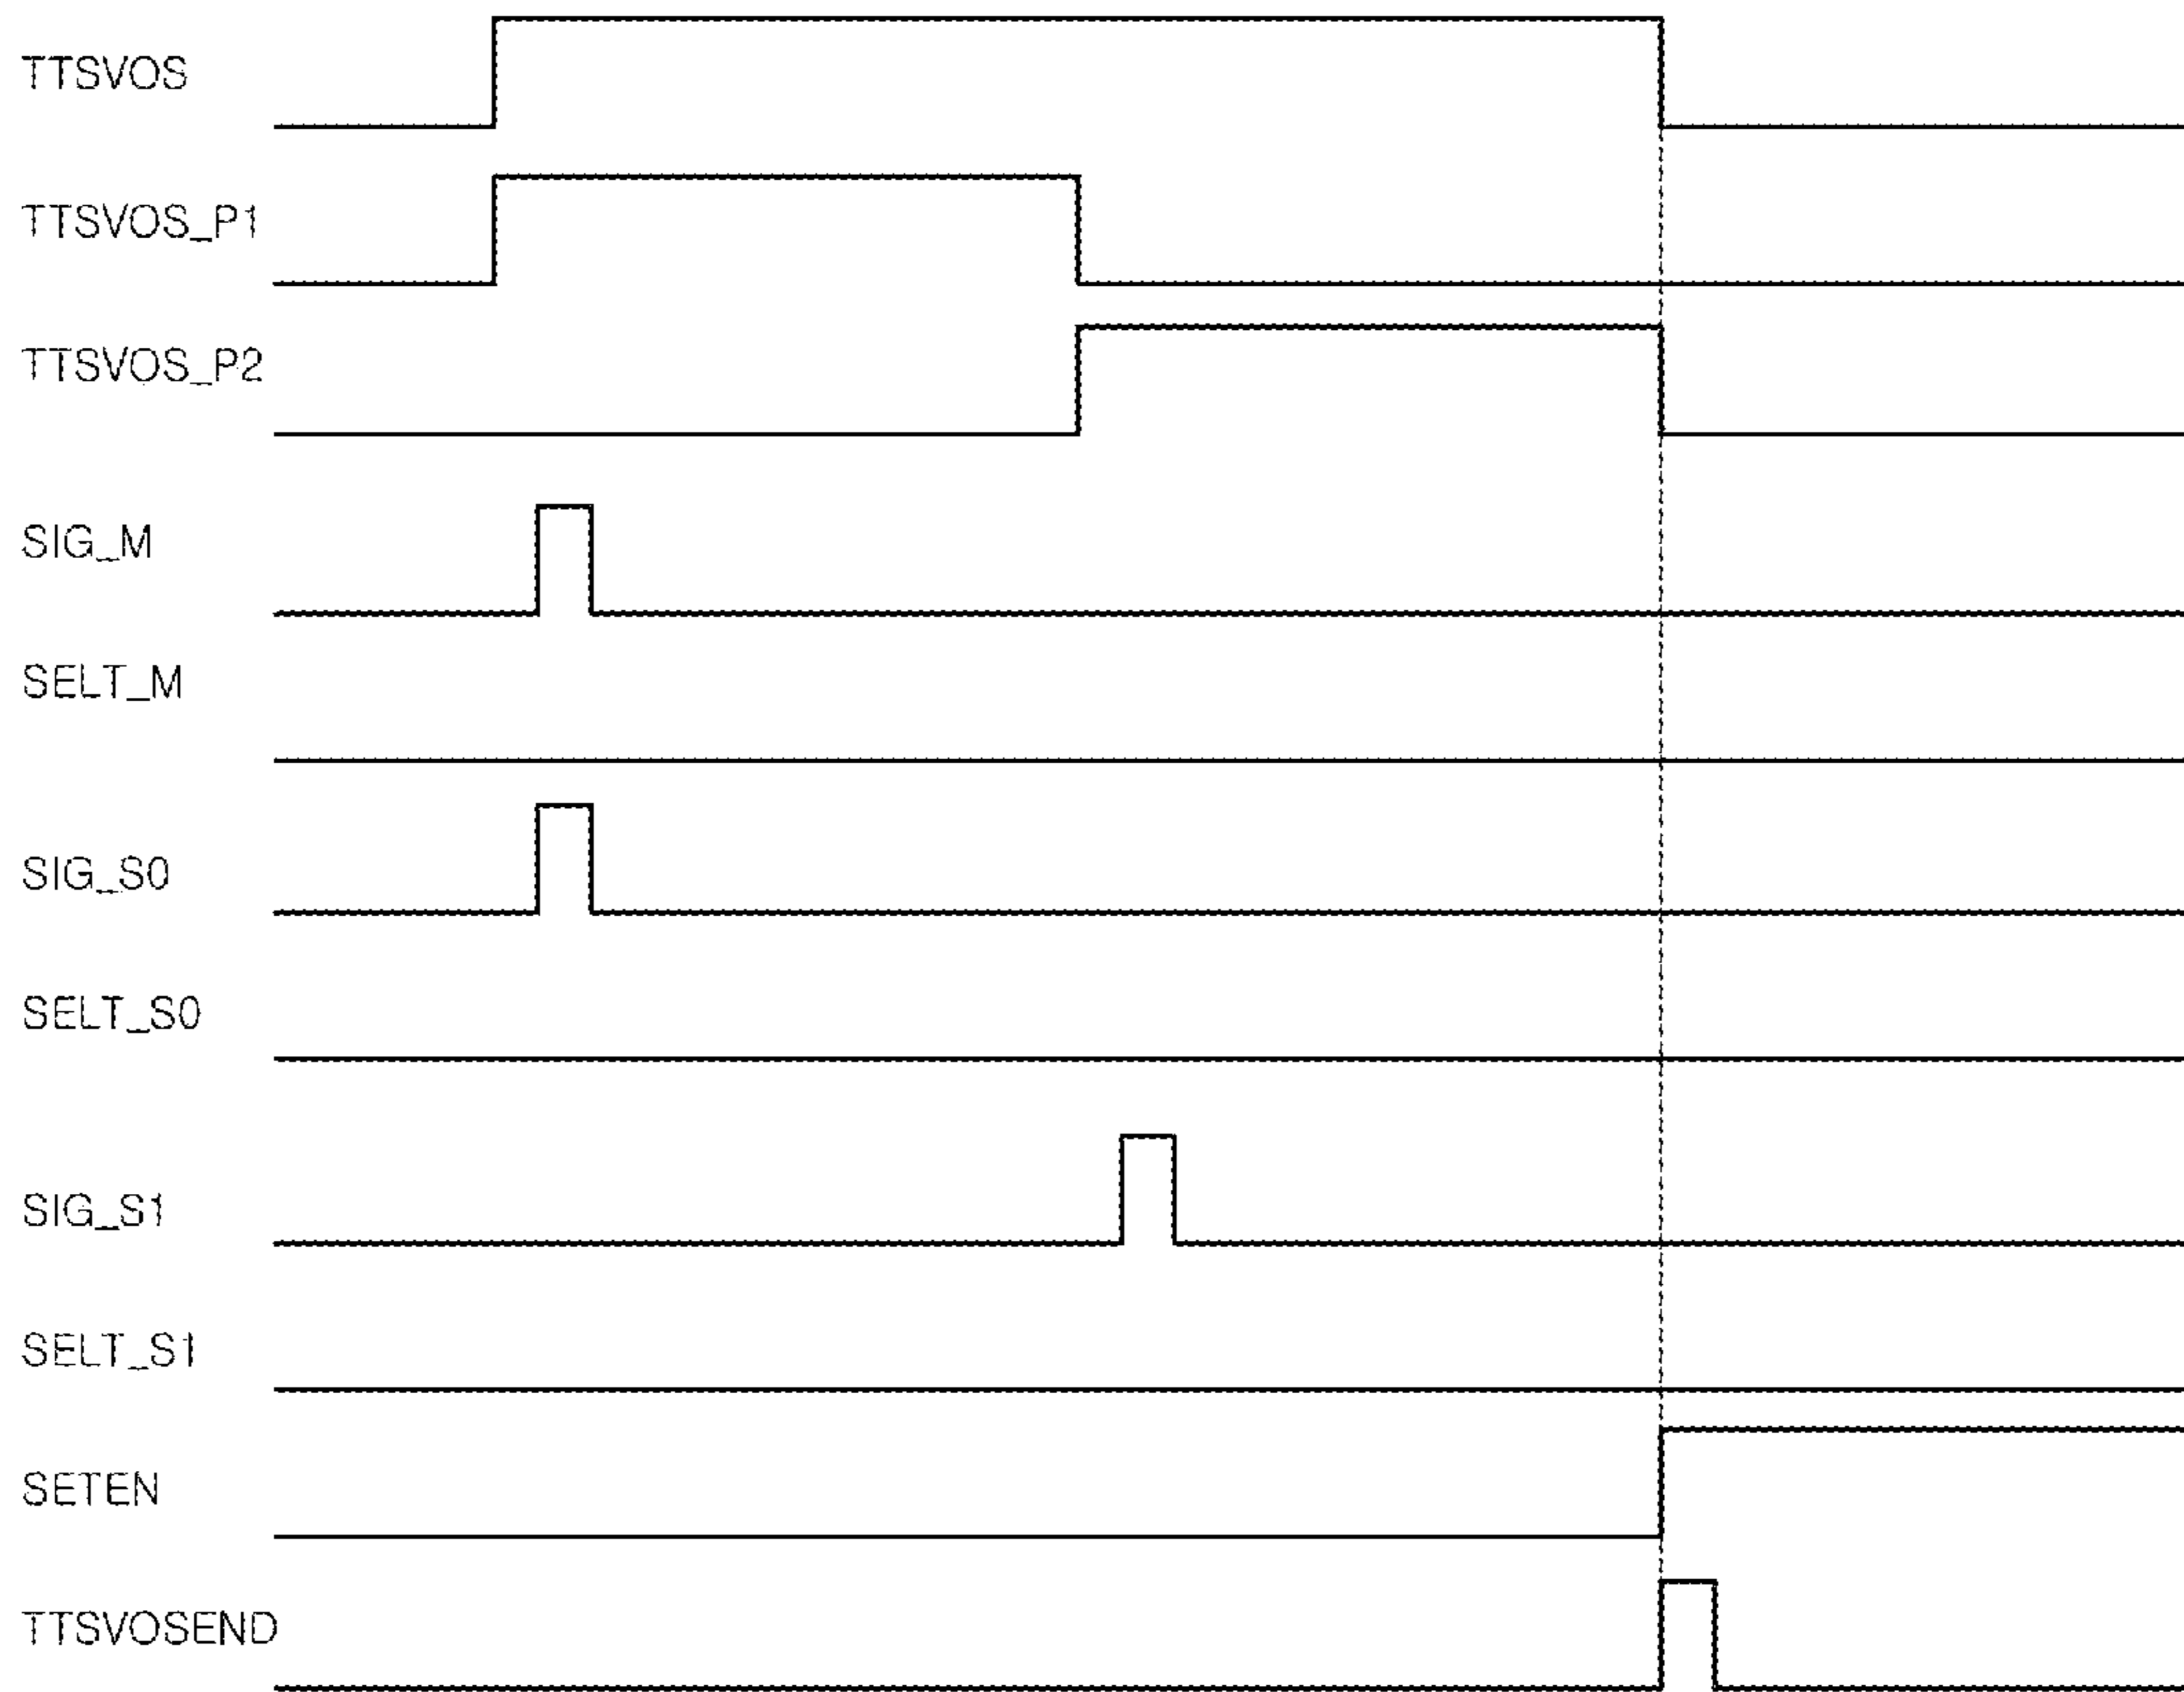 TTSVOS
TTSVOS_P1
TTSVOS_P2
SIG_M
SELT_M
SIG_S0
SELT_S0
SIG_S1
SELT_S1
SETEN
TTSVOSEND